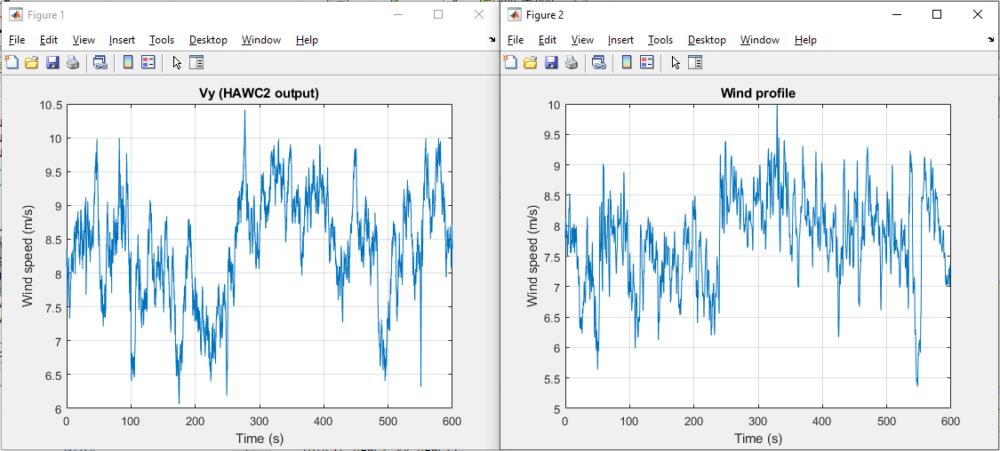 Figure 1
File Edit View Insert Tools Desktop Window Help
Vy (HAWC2 output)
10.5
10
9.5
9
8.5
8
7.5
7
6.5
6
Wind speed (m/s)
0 100 200 300 400 500 600
Time (s)
Figure 2
File Edit View Insert Tools Desktop Window Help
Wind profile
10
9.5
9
8.5
8
7.5
7
6.5
6
5.5
5
Wind speed (m/s)
0 100 200 300 400 500 600
Time (s)